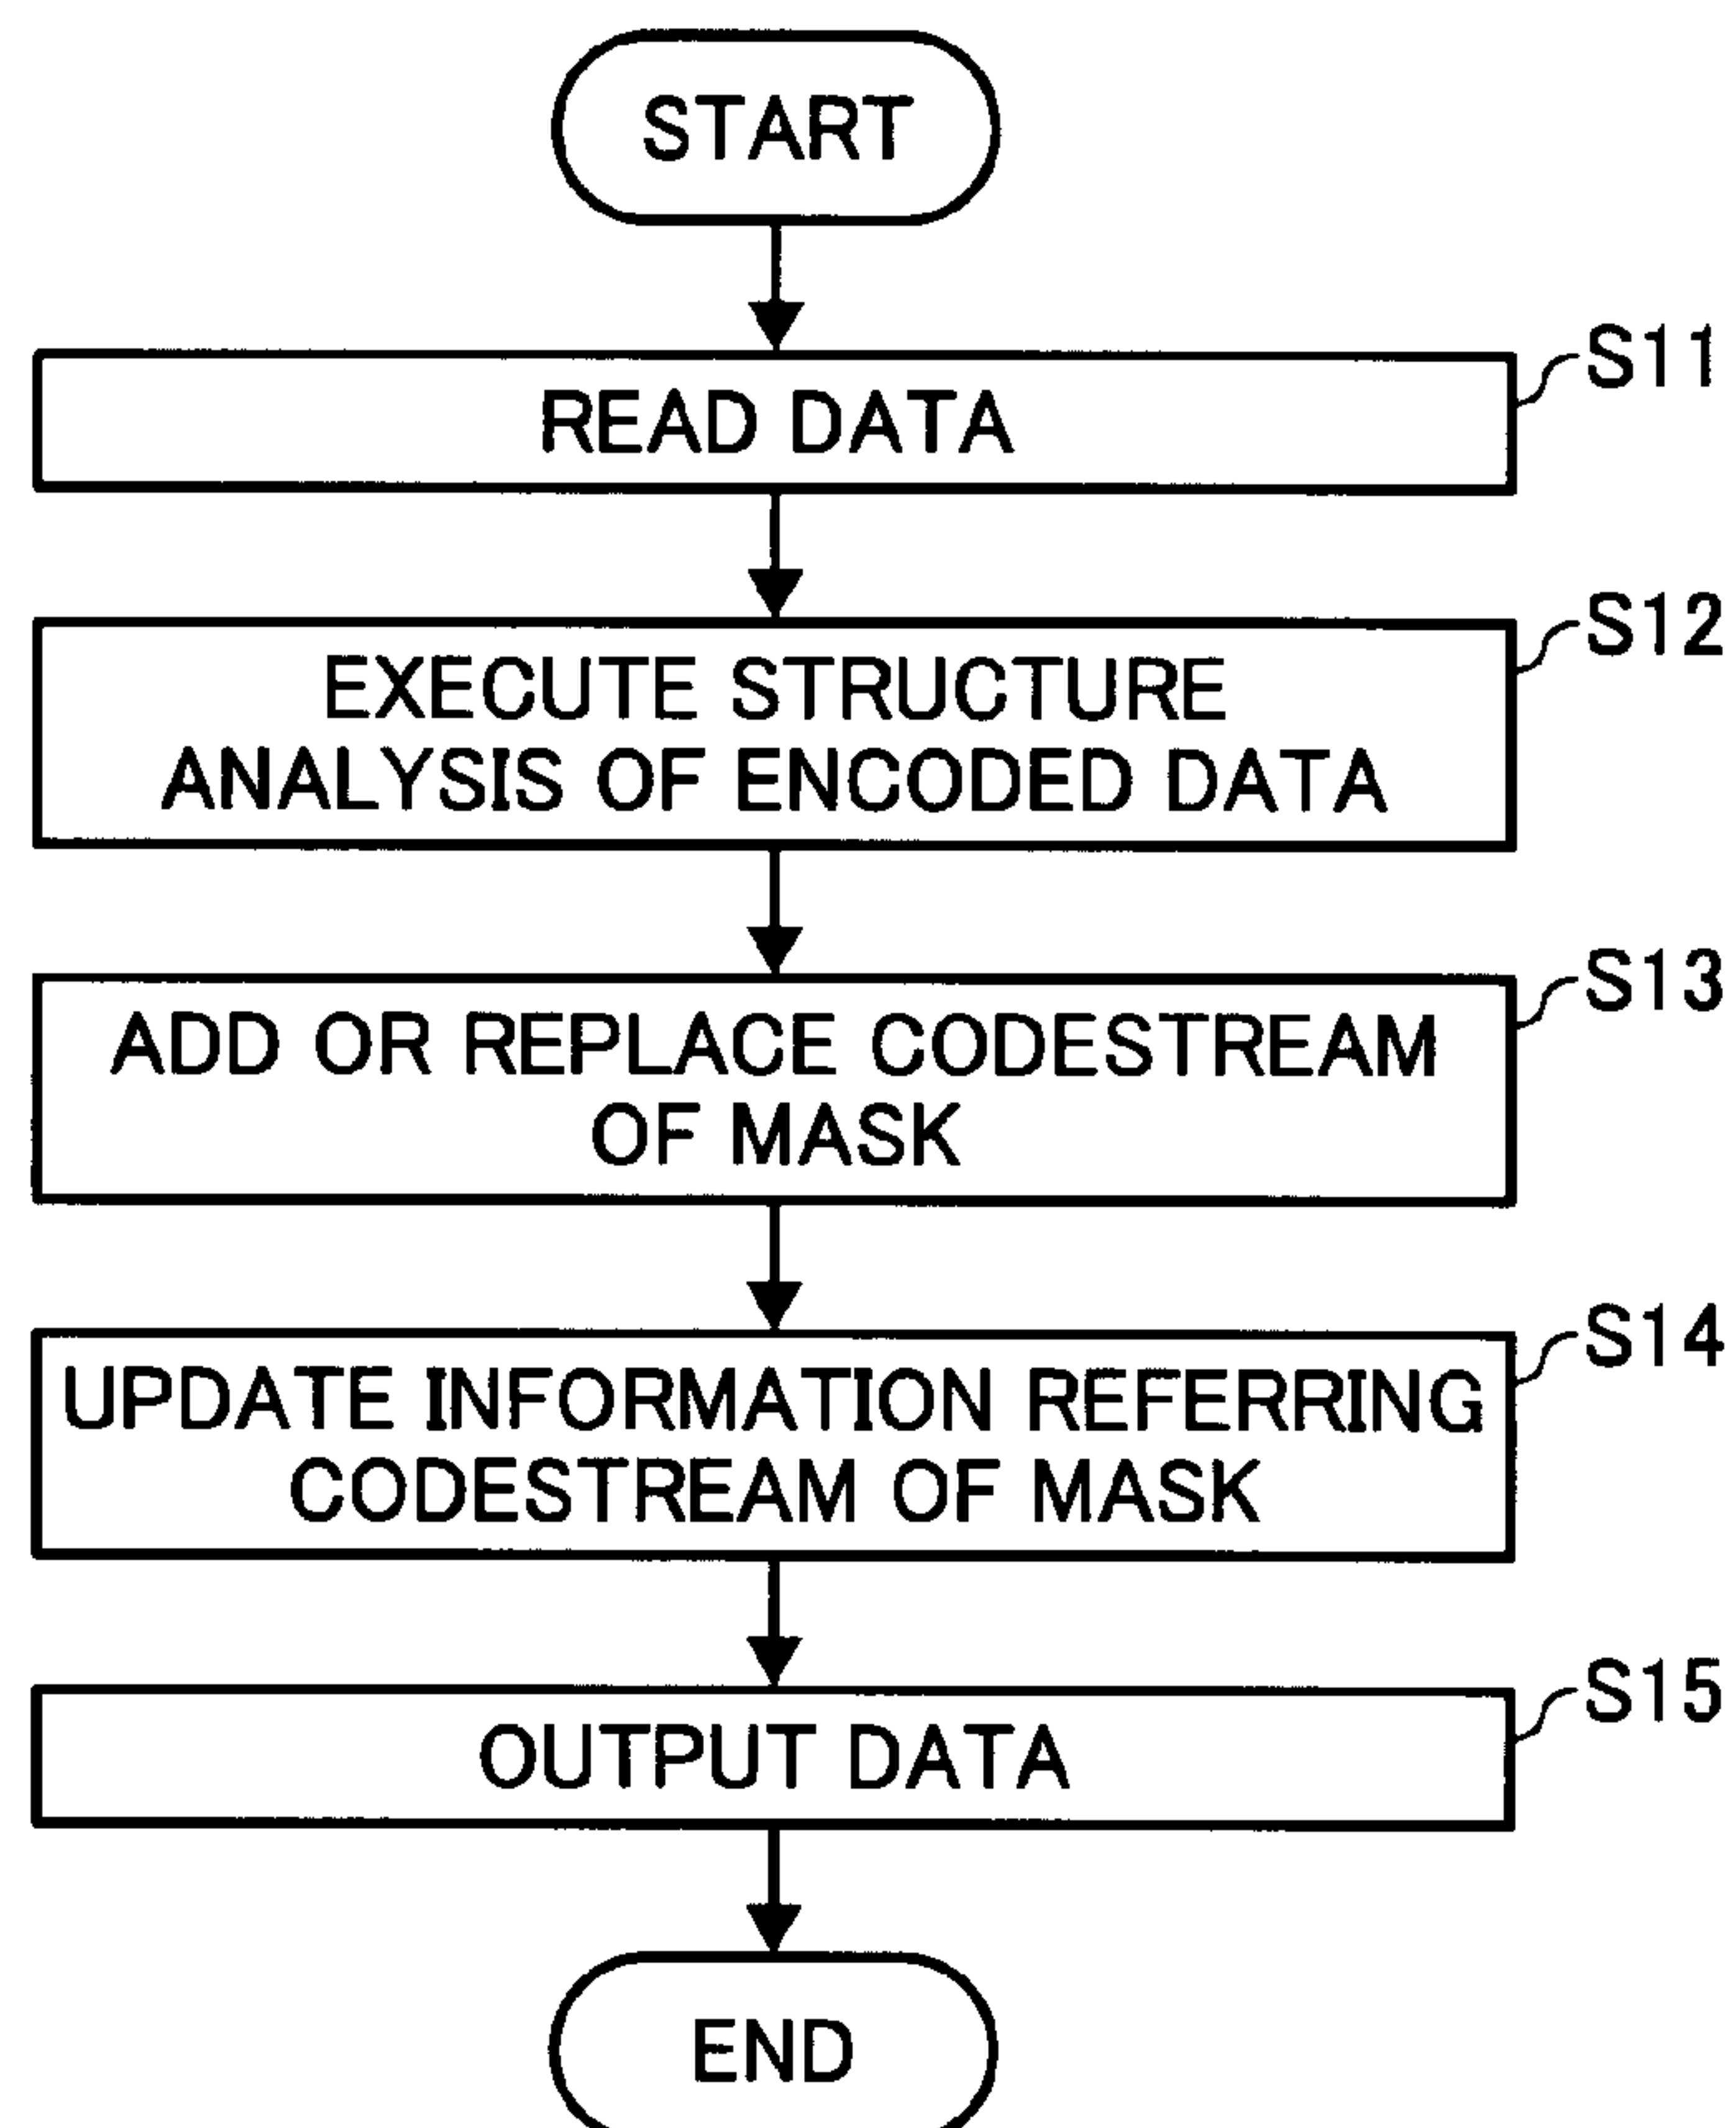 START
S11
READ DATA
S12
EXECUTE STRUCTURE
ANALYSIS OF ENCODED DATA
S13
ADD OR REPLACE CODESTREAM
OF MASK
S14
UPDATE INFORMATION REFERRING
CODESTREAM OF MASK
S15
OUTPUT DATA
END